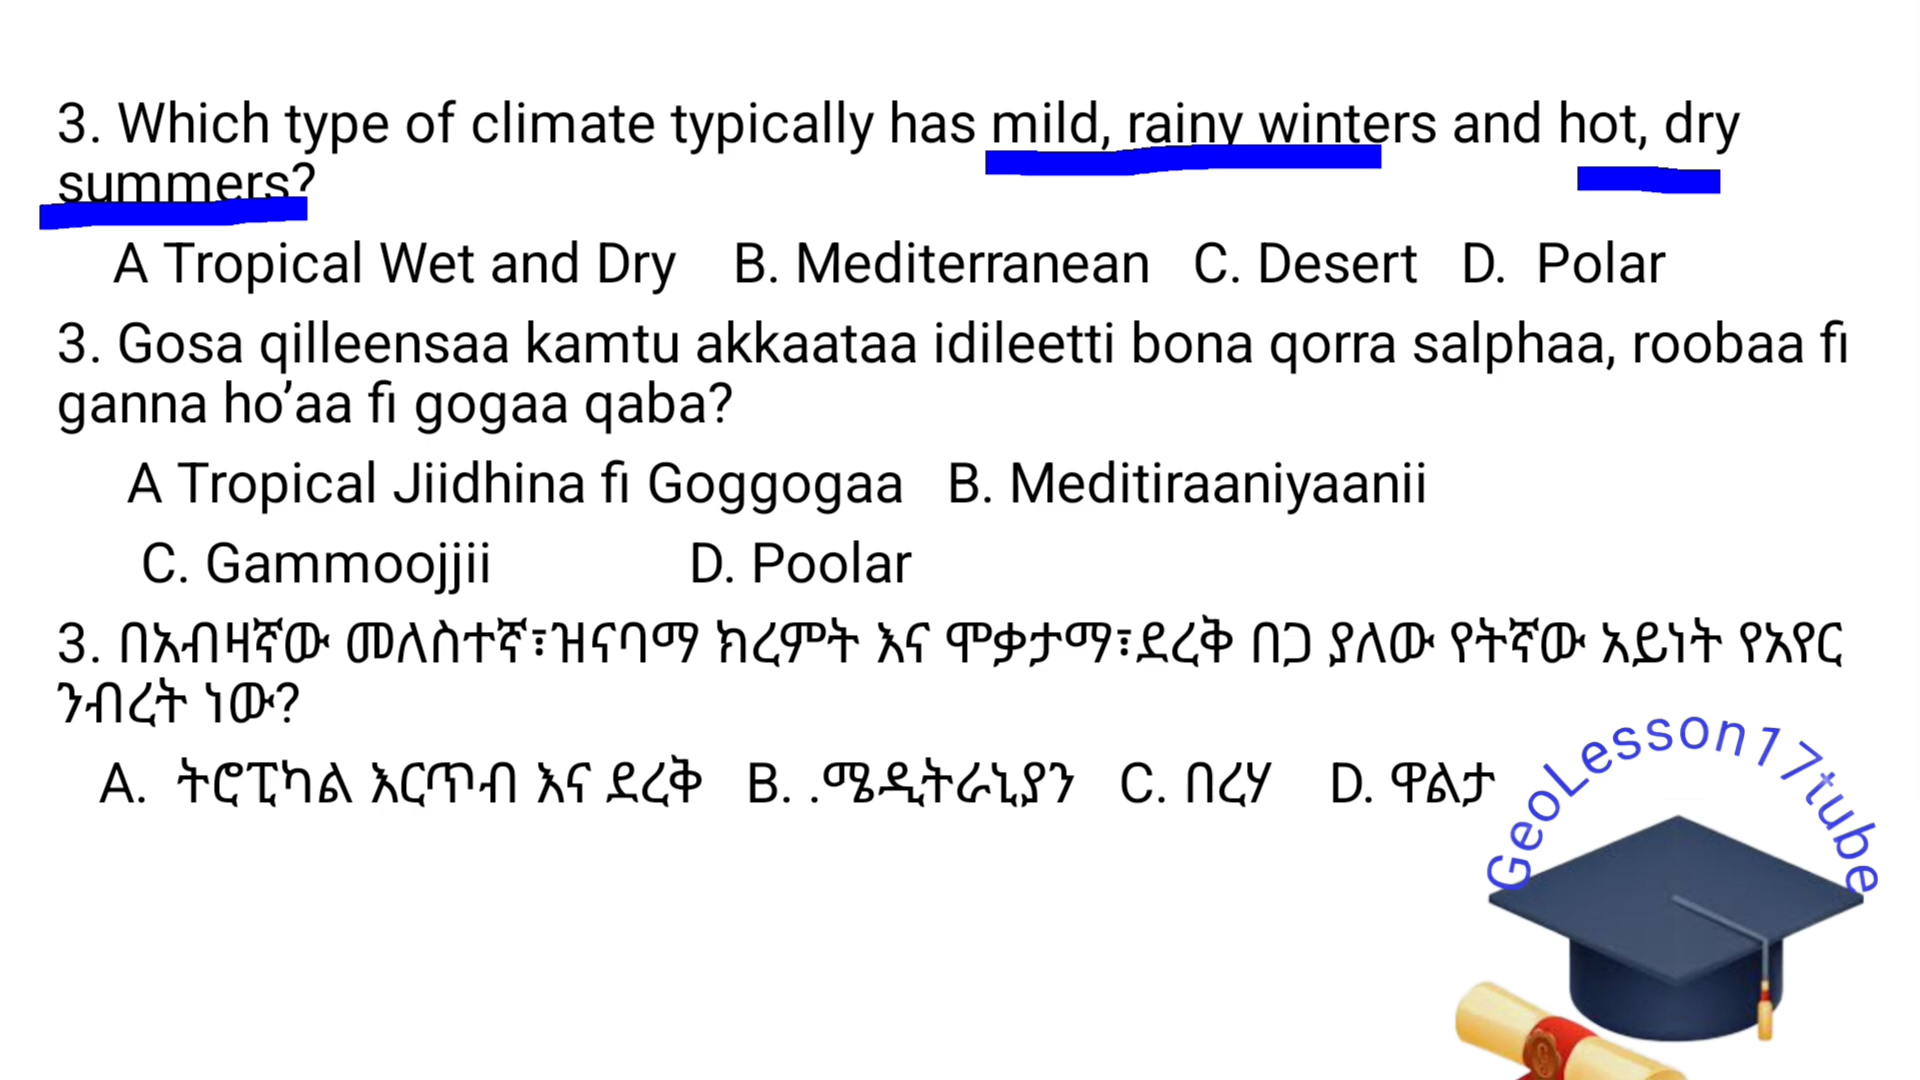 3. Which type of climate typically has mild, rainy winters and hot, dry
summers?
A Tropical Wet and Dry B. Mediterranean C. Desert D. Polar
3. Gosa qilleensaa kamtu akkaataa idileetti bona qorra salphaa, roobaa fi
ganna ho’aa fi gogaa qaba?
A Tropical Jiidhina fi Goggogaa B. Meditiraaniyaanii
C. Gammoojjii D. Poolar
3. በአብዛኛው መለስተኛ፣ዝናባማ ክረምት እና ሞቃታማ፣ደረቅ በጋ ያለው የትኛው አይነት የአየር
ንብረት ነው?
A. ትሮፒካል እርጥብ እና ደረቅ B. .ሜዲትራኒያን C. በረሃ D. ዋልታ
GeoLesson17tube